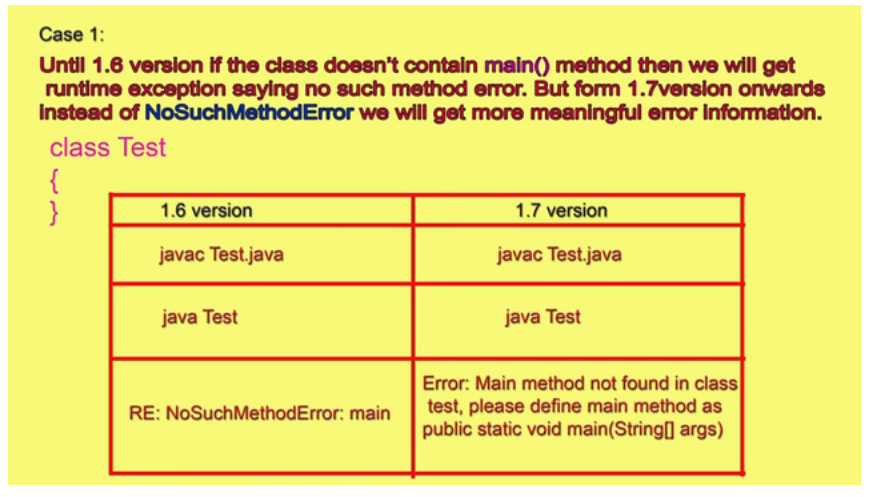 Case 1:
Until 1.6 version if the class doesn't contain main() method then we will get
runtime exception saying no such method error. But form 1.7version onwards
instead of NoSuchMethodError we will get more meaningful error information.
class Test
{
}
1.6 version
1.7 version
javac Test.java
javac Test.java
java Test
java Test
RE: NoSuchMethodError: main
Error: Main method not found in class
test, please define main method as
public static void main(String[] args)